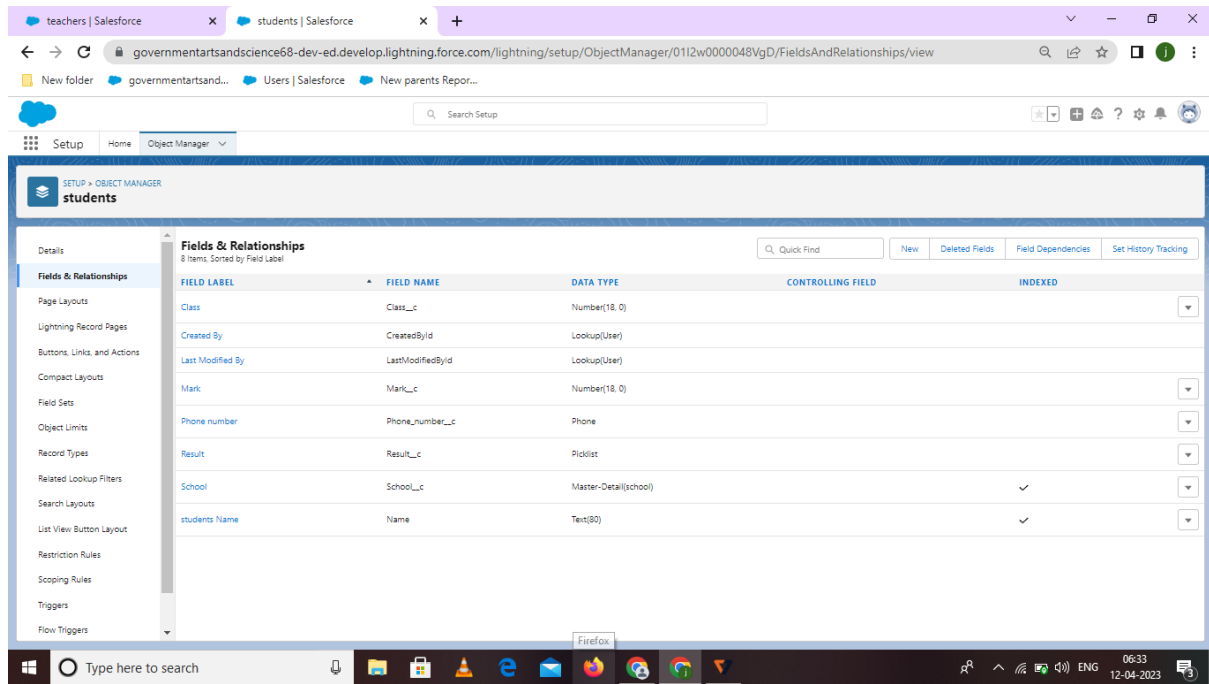 teachers | Salesforce
students | Salesforce
governmentartsandscience68-dev-ed.develop.lightning.force.com/lightning/setup/ObjectManager/01I2w0000048VgD/FieldsAndRelationships/view
J
New folder governmentartsand... Users | Salesforce New parents Repor...
Search Setup
Setup Home Object Manager
SETUP > OBJECT MANAGER
students
Details
Fields & Relationships
Page Layouts
Lightning Record Pages
Buttons, Links, and Actions
Compact Layouts
Field Sets
Object Limits
Record Types
Related Lookup Filters
Search Layouts
List View Button Layout
Restriction Rules
Scoping Rules
Triggers
Flow Triggers
Fields & Relationships
8 Items, Sorted by Field Label
Quick Find New Deleted Fields Field Dependencies Set History Tracking
FIELD LABEL FIELD NAME DATA TYPE CONTROLLING FIELD INDEXED
Class Class__c Number(18, 0)
Created By CreatedById Lookup(User)
Last Modified By LastModifiedById Lookup(User)
Mark Mark__c Number(18, 0)
Phone number Phone_number__c Phone
Result Result__c Picklist
School School__c Master-Detail(school)
students Name Name Text(80)
Firefox
Type here to search
ENG
06:33
12-04-2023
3